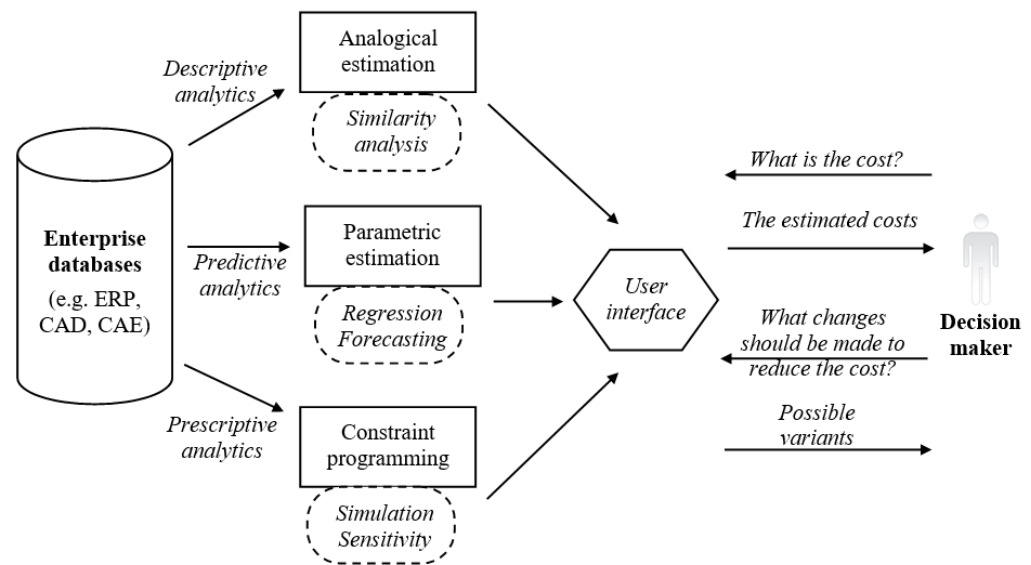 Descriptive
analytics
Analogical
estimation
Similarity
analysis
Enterprise
databases
(e.g. ERP,
CAD, CAE)
Predictive
analytics
Parametric
estimation
Regression
Forecasting
Prescriptive
analytics
Constraint
programming
Simulation
Sensitivity
User
interface
What is the cost?
The estimated costs
What changes
should be made to
reduce the cost?
Possible
variants
Decision
maker